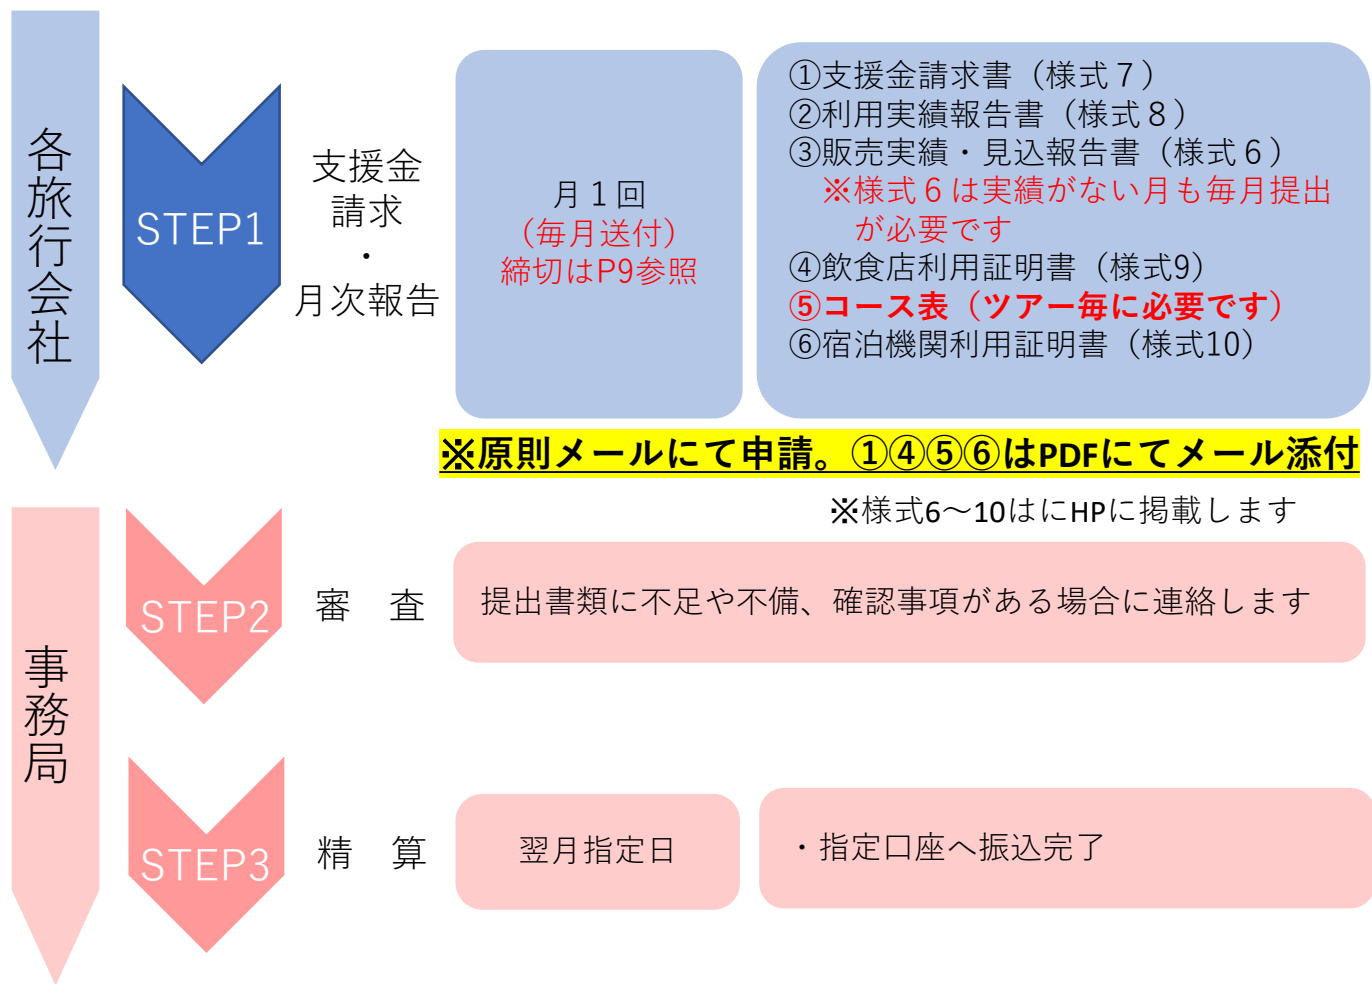 各旅行会社
STEP1
支援金
請求
・
月次報告
月１回
（毎月送付）
締切はP9参照
①支援金請求書（様式７）
②利用実績報告書（様式８）
③販売実績・見込報告書（様式６）
※様式６は実績がない月も毎月提出
が必要です
④飲食店利用証明書（様式9）
⑤コース表（ツアー毎に必要です）
⑥宿泊機関利用証明書（様式10）
※原則メールにて申請。①④⑤⑥はPDFにてメール添付
※様式6～10はにHPに掲載します
事務局
STEP2
審　査
提出書類に不足や不備、確認事項がある場合に連絡します
STEP3
精　算
翌月指定日
・指定口座へ振込完了